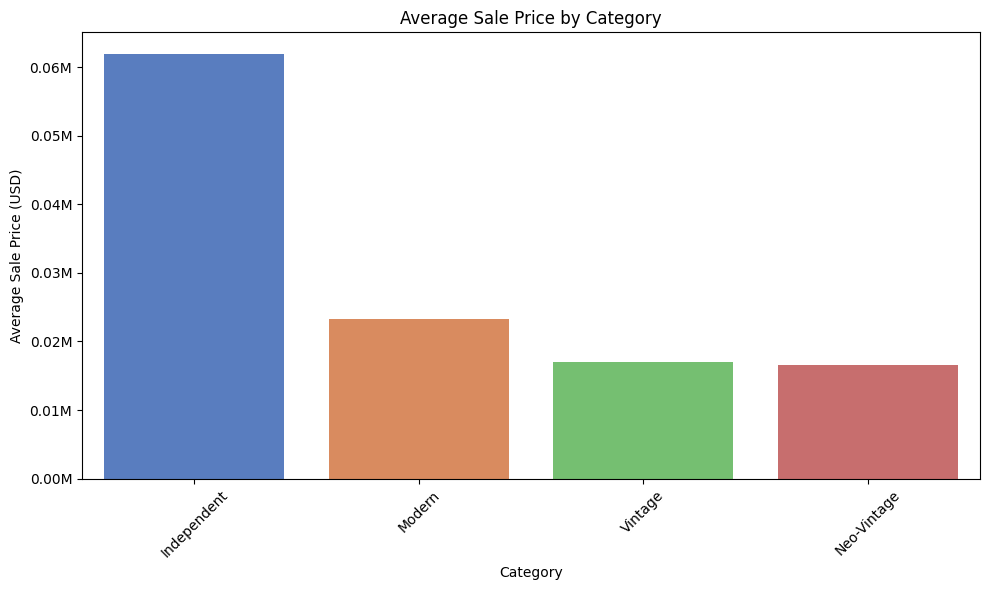 Average Sale Price by Category
Average Sale Price (USD)
0.06M
0.05M
0.04M
0.03M
0.02M
0.01M
0.00M
Independent
Modern
Vintage
Neo-Vintage
Category